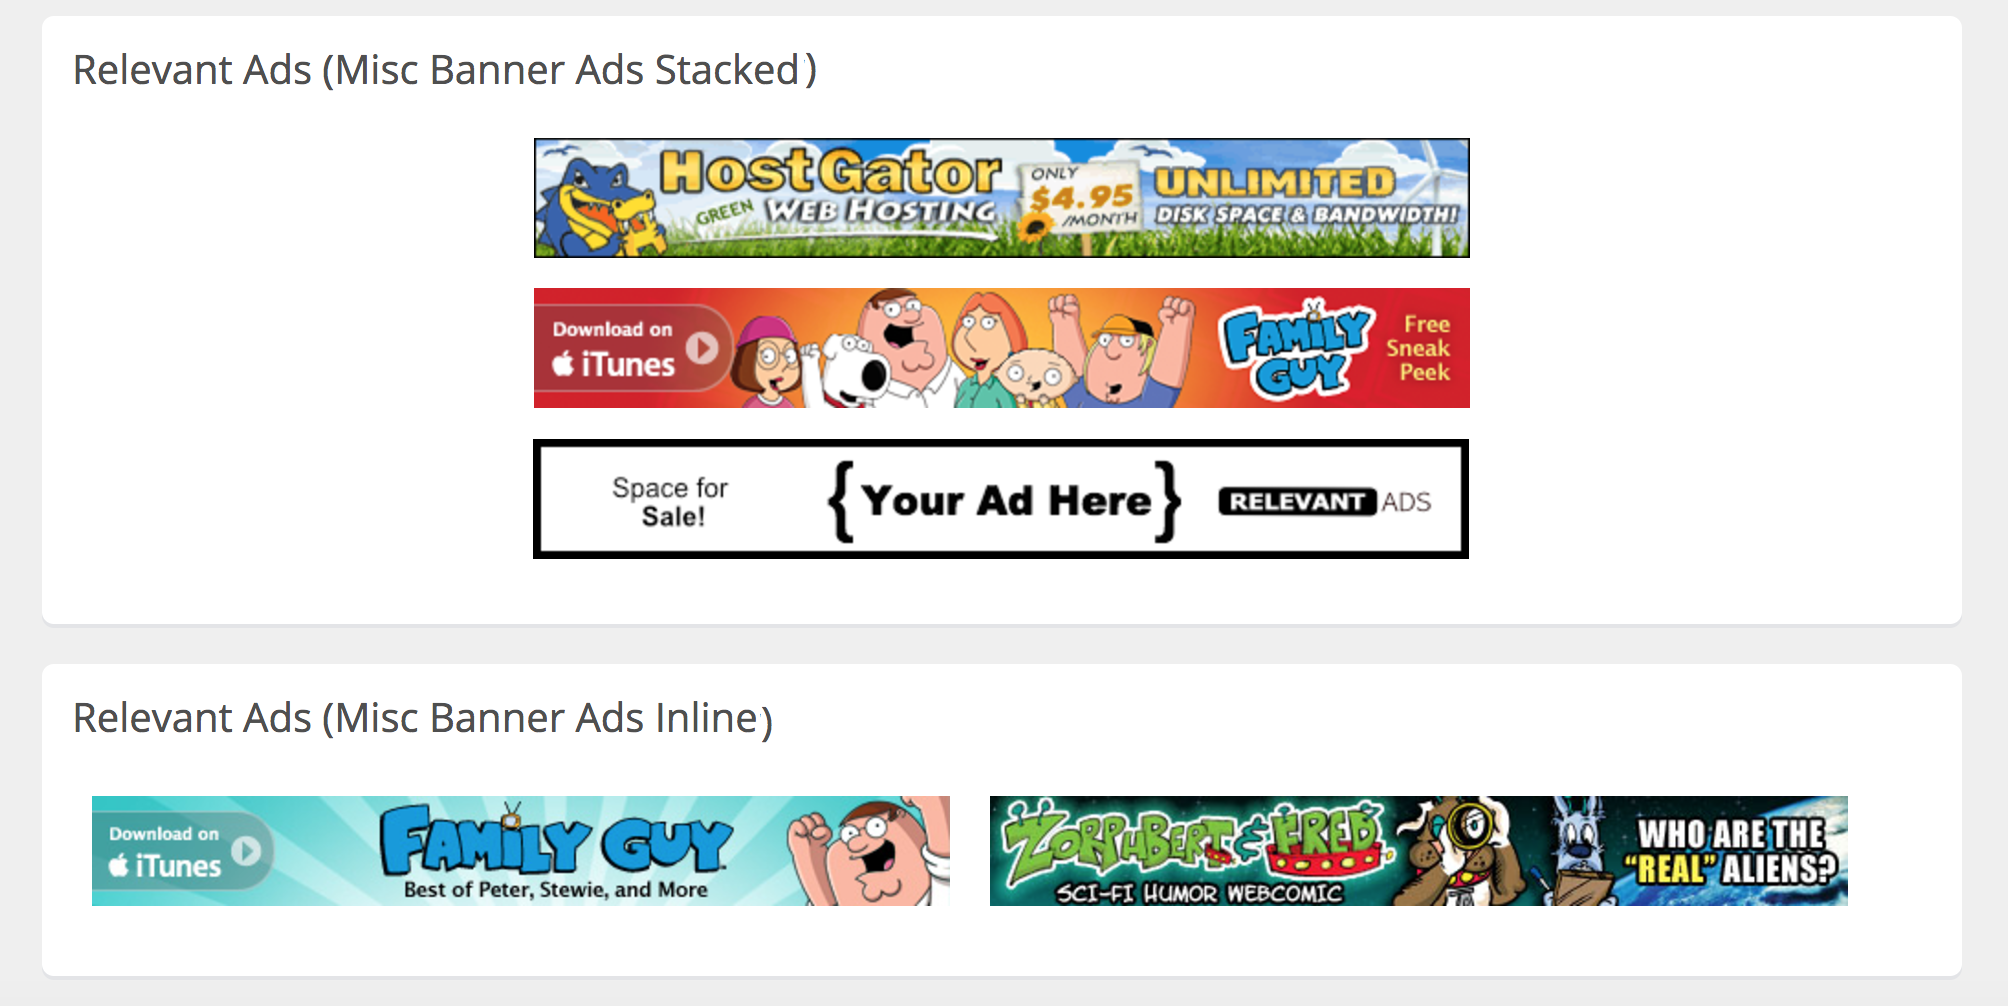 Relevant Ads (Misc Banner Ads Stacked)
HostGator
GREEN WEB HOSTING
ONLY
$4.95
/MONTH
UNLIMITED
DISK SPACE & BANDWIDTH!
Download on
iTunes
FAMILY
GUY
Free
Sneak
Peek
Space for
Sale!
{Your Ad Here}
RELEVANT ADS
Relevant Ads (Misc Banner Ads Inline)
Download on
iTunes
FAMILY GUY
Best of Peter, Stewie, and More
ZORPHBERT & FRED
SCI-FI HUMOR WEBCOMIC
WHO ARE THE
"REAL" ALIENS?